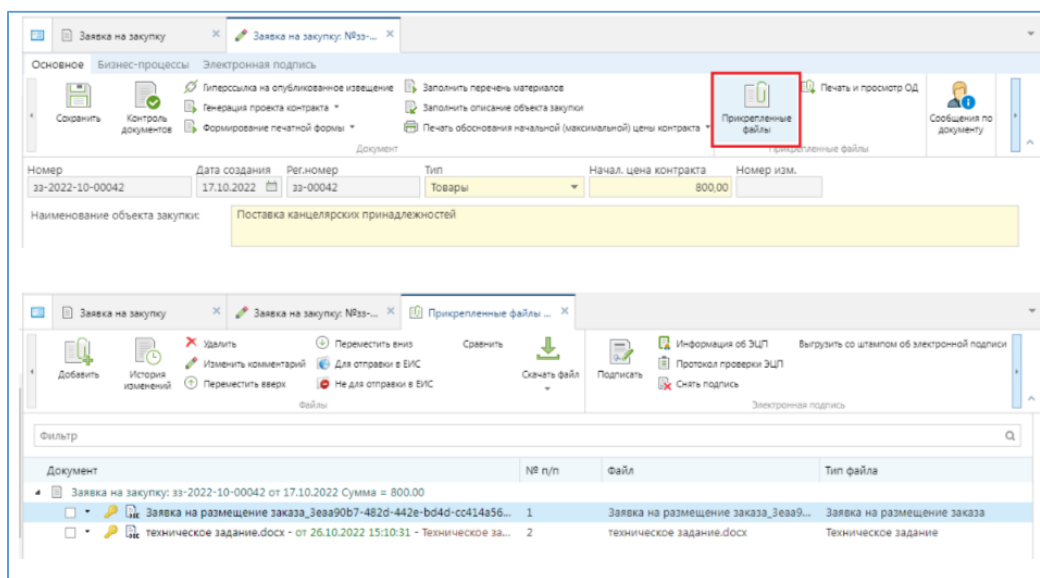 Заявка на закупку
Заявка на закупку: №зз-...
Основное Бизнес-процессы Электронная подпись
Сохранить
Контроль документов
Гиперссылка на опубликованное извещение
Генерация проекта контракта
Формирование печатной формы
Заполнить перечень материалов
Заполнить описание объекта закупки
Печать обоснования начальной (максимальной) цены контракта
Документ
Прикрепленные файлы
Печать и просмотр ОД
Прикрепленные файлы
Сообщения по документу
Номер Дата создания Рег.номер Тип Начал. цена контракта Номер изм.
зз-2022-10-00042 17.10.2022 зз-00042 Товары 800,00
Наименование объекта закупки: Поставка канцелярских принадлежностей
Заявка на закупку
Заявка на закупку: №зз-...
Прикрепленные файлы ...
Добавить
История изменений
Удалить
Изменить комментарий
Переместить вверх
Переместить вниз
Для отправки в ЕИС
Не для отправки в ЕИС
Сравнить
Скачать файл
Файлы
Подписать
Информация об ЭЦП
Протокол проверки ЭЦП
Снять подпись
Выгрузить со штампом об электронной подписи
Электронная подпись
Фильтр
Документ № п/п Файл Тип файла
Заявка на закупку: зз-2022-10-00042 от 17.10.2022 Сумма = 800.00
Заявка на размещение заказа_3eaa90b7-482d-442e-bd4d-cc414a56... 1 Заявка на размещение заказа_3eaa9... Заявка на размещение заказа
техническое задание.docx - от 26.10.2022 15:10:31 - Техническое за... 2 техническое задание.docx Техническое задание